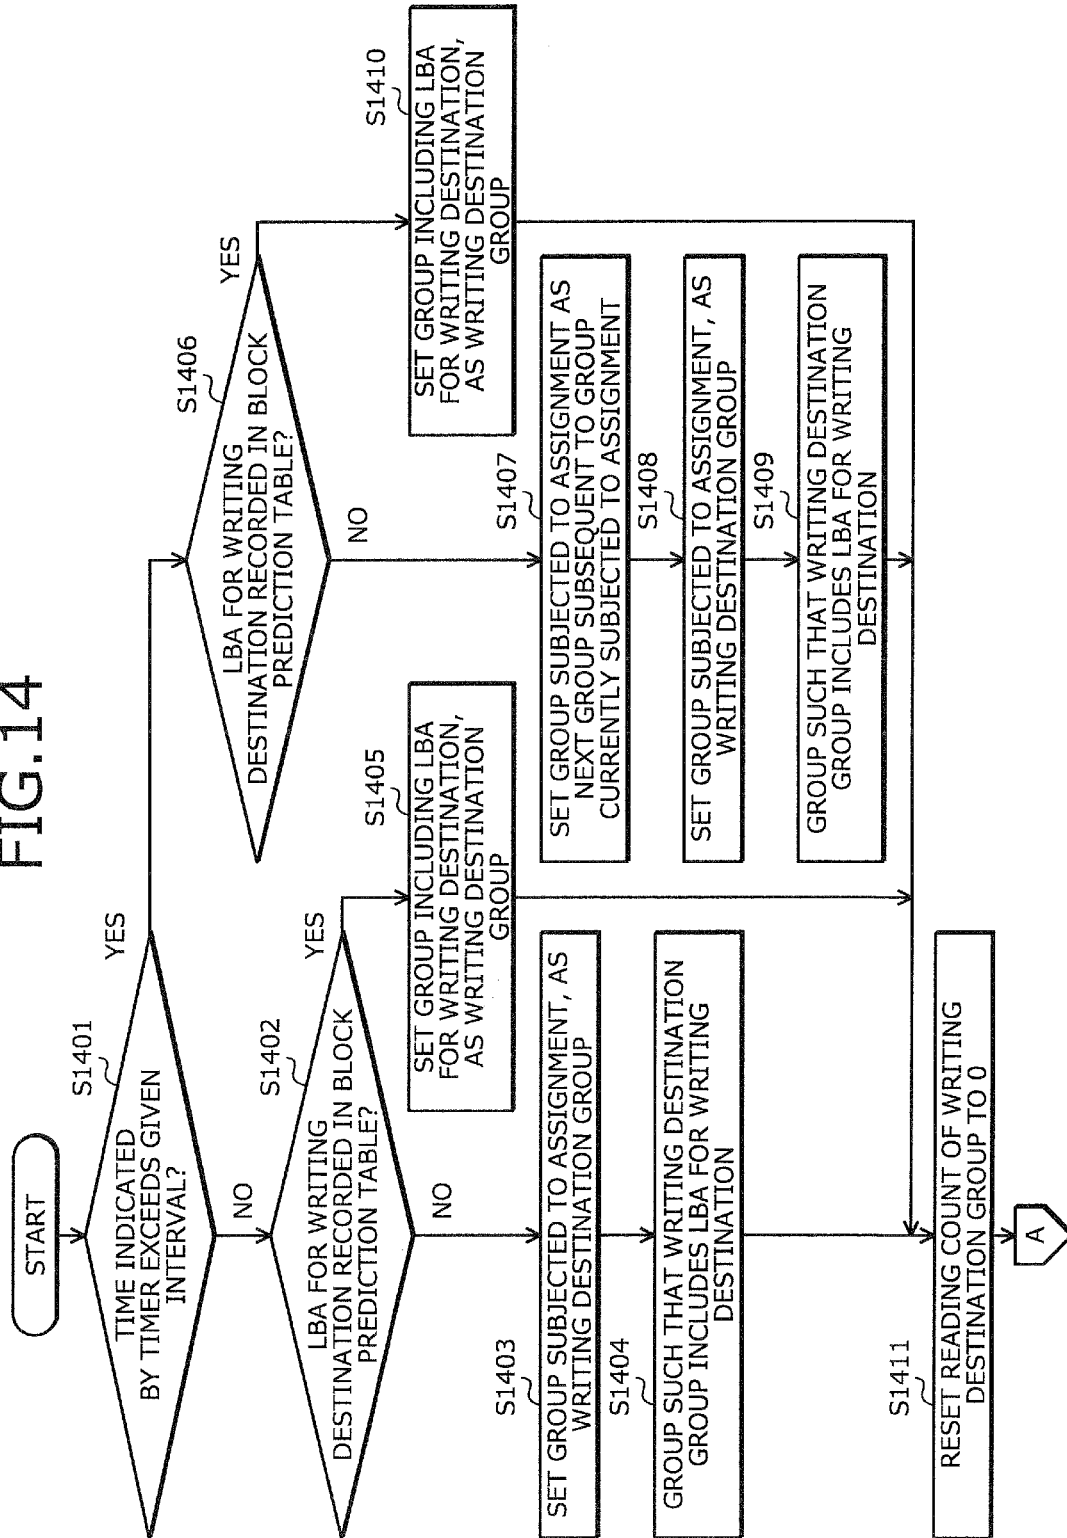 FIG.14
START
S1401
TIME INDICATED
BY TIMER EXCEEDS GIVEN
INTERVAL?
YES
NO
S1402
LBA FOR WRITING
DESTINATION RECORDED IN BLOCK
PREDICTION TABLE?
YES
NO
S1403
SET GROUP SUBJECTED TO ASSIGNMENT, AS
WRITING DESTINATION GROUP
S1404
GROUP SUCH THAT WRITING DESTINATION
GROUP INCLUDES LBA FOR WRITING
DESTINATION
S1405
SET GROUP INCLUDING LBA
FOR WRITING DESTINATION,
AS WRITING DESTINATION
GROUP
S1406
LBA FOR WRITING
DESTINATION RECORDED IN BLOCK
PREDICTION TABLE?
YES
NO
S1407
SET GROUP SUBJECTED TO ASSIGNMENT AS
NEXT GROUP SUBSEQUENT TO GROUP
CURRENTLY SUBJECTED TO ASSIGNMENT
S1408
SET GROUP SUBJECTED TO ASSIGNMENT, AS
WRITING DESTINATION GROUP
S1409
GROUP SUCH THAT WRITING DESTINATION
GROUP INCLUDES LBA FOR WRITING
DESTINATION
S1410
SET GROUP INCLUDING LBA
FOR WRITING DESTINATION,
AS WRITING DESTINATION
GROUP
S1411
RESET READING COUNT OF WRITING
DESTINATION GROUP TO 0
A